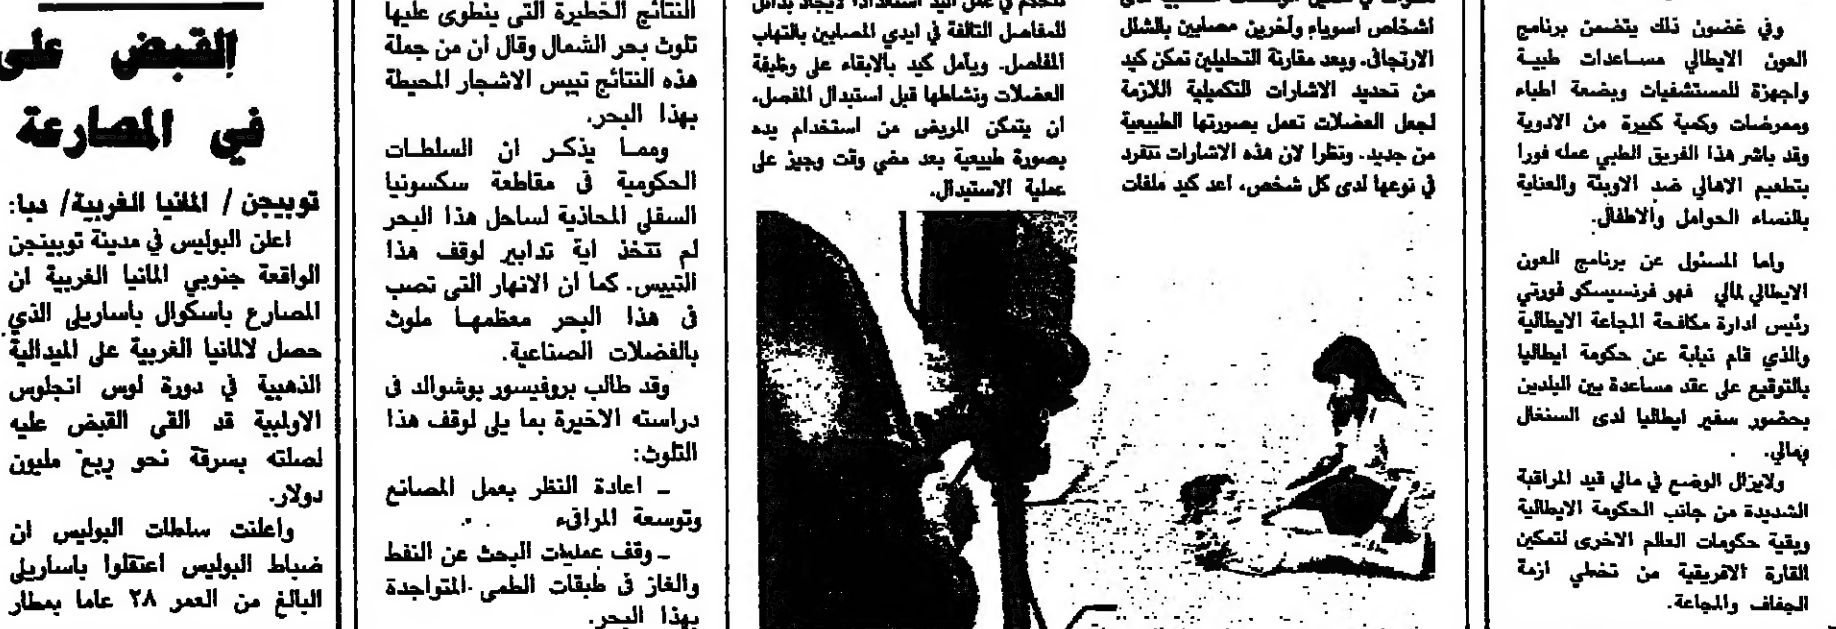 وفي غضون ذلك يتضمن برنامج
العون الايطالي مساعدات طبية
واجهزة للمستشفيات وبضعة اطباء
وممرضات وكمية كبيرة من الادوية
وقد باشر هذا الفريق الطبي عمله فورا
بتطعيم الاهالي ضد الاوبئة والعناية
بالنساء الحوامل والاطفال.
واما المسئول عن برنامج العون
الايطالي لمالي فهو فرنسيسكو فورتي
رئيس ادارة مكافحة المجاعة الايطالية
والذي قام نيابة عن حكومة ايطاليا
بالتوقيع على عقد مساعدة بين البلدين
بحضور سفير ايطاليا لدى السنغال
ومالي.
ولايزال الوضع في مالي قيد المراقبة
الشديدة من جانب الحكومة الايطالية
وبقية حكومات العالم الاخرى لتمكين
القارة الافريقية من تخطي ازمة
الجفاف والمجاعة.
اشخاص اسوياء ولآخرين مصابين بالشلل
الارتجافي. وبعد مقارنة التحليلين تمكن كيد
من تحديد الاشارات التكميلية اللازمة
لجعل العضلات تعمل بصورتها الطبيعية
من جديد. ونظرا لان هذه الاشارات تتفرد
في نوعها لدى كل شخص، اعد كيد ملفات
للمفاصل التالفة في ايدي المصابين بالتهاب
المفاصل. ويأمل كيد بالابقاء على وظيفة
العضلات ونشاطها قبل استبدال المفصل،
ان يتمكن المريض من استخدام يده
بصورة طبيعية بعد مضي وقت وجيز على
عملية الاستبدال.
النتائج الخطيرة التى ينطوى عليها
تلوث بحر الشمال وقال ان من جملة
هذه النتائج تيبس الاشجار المحيطة
بهذا البحر.
ومما يذكر ان السلطات
الحكومية فى مقاطعة سكسونيا
السفلى المحاذية لساحل هذا البحر
لم تتخذ اية تدابير لوقف هذا
التيبس. كما ان الانهار التى تصب
فى هذا البحر معظمها ملوث
بالفضلات الصناعية.
وقد طالب بروفيسور بوشوالد فى
دراسته الاخيرة بما يلى لوقف هذا
التلوث:
ـ اعادة النظر بعمل المصانع
وتوسعة المرافىء
ـ وقف عمليات البحث عن النفط
والغاز فى طبقات الطمى المتواجدة
بهذا البحر.
القبض على
في المصارعة
توبيجن / المانيا الغربية/ دبا:
اعلن البوليس في مدينة توبينجن
الواقعة جنوبي المانيا الغربية ان
المصارع باسكوال باساريلى الذي
حصل لالمانيا الغربية على الميدالية
الذهبية في دورة لوس انجلوس
الاولبية قد القي القبض عليه
لصلته بسرقة نحو ربع مليون
دولار.
واعلنت سلطات البوليس ان
ضباط البوليس اعتقلوا باساريلي
البالغ من العمر ٢٨ عاما بمطار